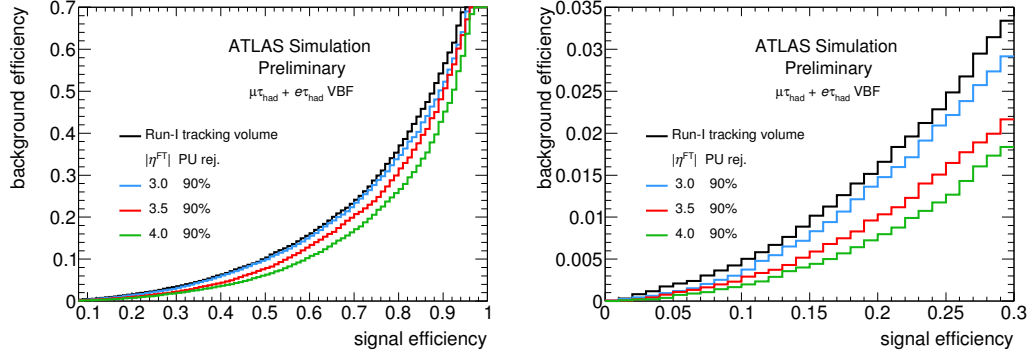 background efficiency
0.7
0.6
0.5
0.4
0.3
0.2
0.1
0
ATLAS Simulation
Preliminary
μτhad + eτhad VBF
Run-I tracking volume
|η^FT| PU rej.
3.0 90%
3.5 90%
4.0 90%
0.1 0.2 0.3 0.4 0.5 0.6 0.7 0.8 0.9 1
signal efficiency
background efficiency
0.035
0.03
0.025
0.02
0.015
0.01
0.005
0
ATLAS Simulation
Preliminary
μτhad + eτhad VBF
Run-I tracking volume
|η^FT| PU rej.
3.0 90%
3.5 90%
4.0 90%
0 0.05 0.1 0.15 0.2 0.25 0.3
signal efficiency